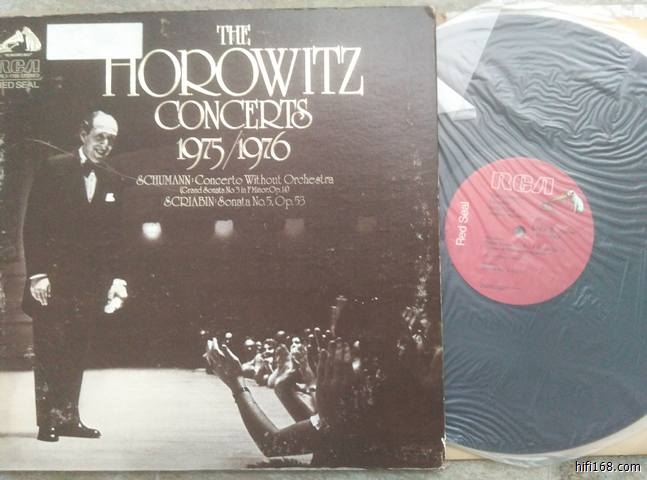 THE
HOROWITZ
CONCERTS
1975/1976
SCHUMANN: Concerto Without Orchestra
(Grand Sonata No. 3 in F Minor, Op. 14)
SCRIABIN: Sonata No. 5, Op. 53
RCA
RED SEAL
RCA
Red Seal
hifi168.com